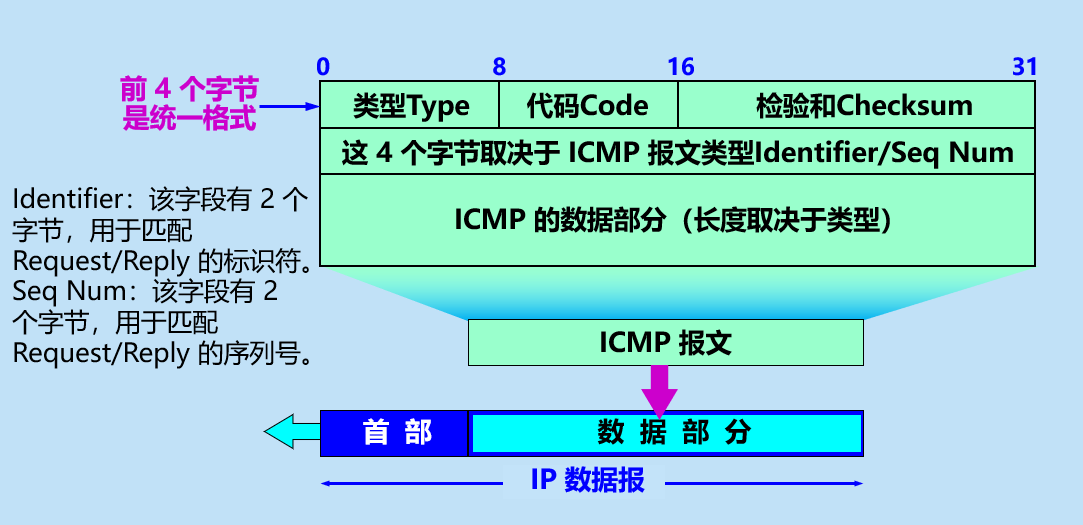 0 8 16 31
前 4 个字节
是统一格式
类型Type 代码Code 检验和Checksum
这 4 个字节取决于 ICMP 报文类型Identifier/Seq Num
ICMP 的数据部分（长度取决于类型）
Identifier：该字段有 2 个
字节，用于匹配
Request/Reply 的标识符。
Seq Num：该字段有 2
个字节，用于匹配
Request/Reply 的序列号。
ICMP 报文
首 部 数 据 部 分
IP 数据报